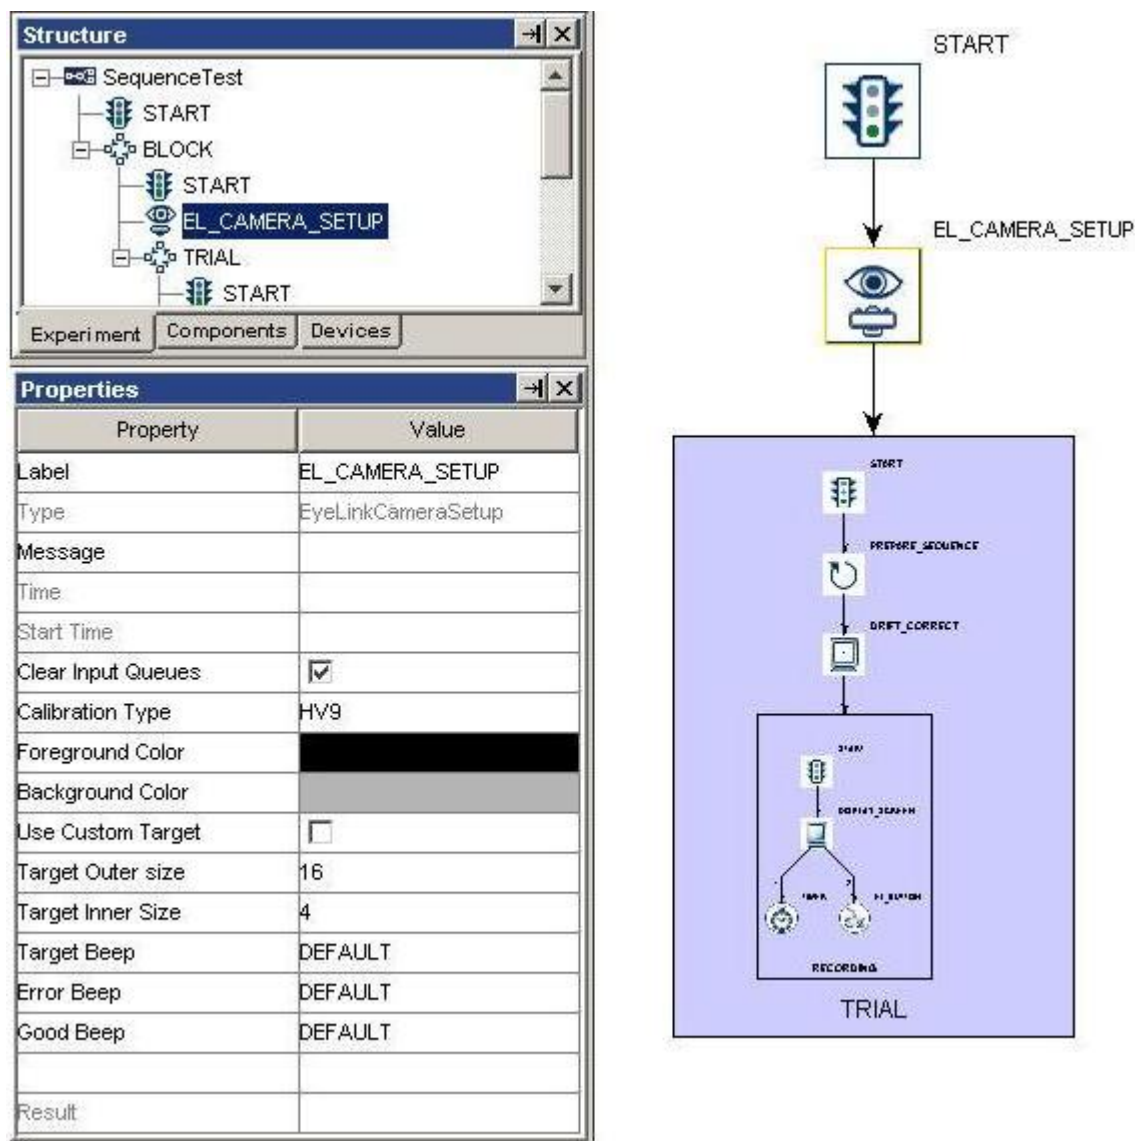 Structure
SequenceTest
START
BLOCK
START
EL_CAMERA_SETUP
TRIAL
START
Experiment Components Devices
Properties
Property Value
Label EL_CAMERA_SETUP
Type EyeLinkCameraSetup
Message
Time
Start Time
Clear Input Queues
Calibration Type HV9
Foreground Color
Background Color
Use Custom Target
Target Outer size 16
Target Inner Size 4
Target Beep DEFAULT
Error Beep DEFAULT
Good Beep DEFAULT
Result
START
EL_CAMERA_SETUP
START
PREPARE_SEQUENCE
DRIFT_CORRECT
START
DISPLAY_SCREEN
TIMER
RECORDING
TRIAL